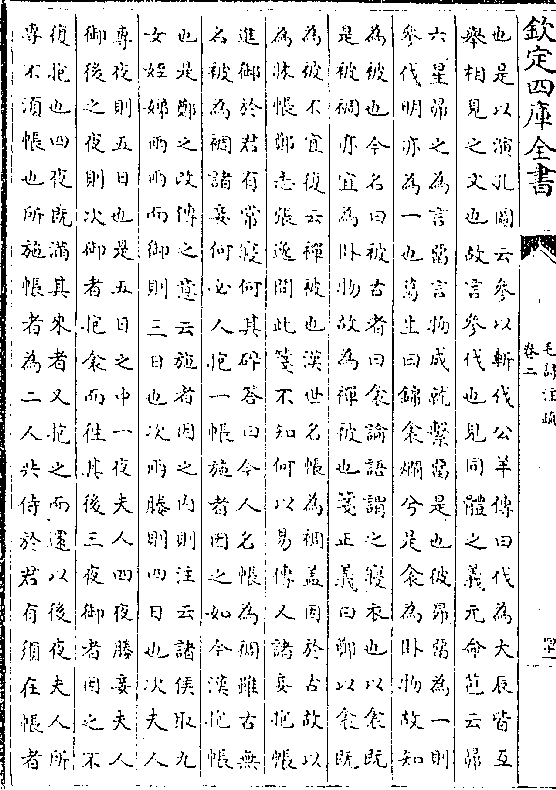 欽定四庫全書
毛詩注疏
卷二
也是以演孔圖云參以斬伐公羊傳曰伐為大辰皆互
舉相見之文也故言參伐也見同體之義元命苞云昴
六星昴之為言留言物成就繫留是也彼昴留為一則
參伐明亦為一也葛生曰錦衾爛兮是衾為卧物故知
是被裯亦宜為卧物故為襌被也箋正義曰鄭以衾既
為被也今名曰被古者曰衾論語謂之寢衣也以衾既
為被不宜復云襌被也漢世名帳為裯蓋因於古故以
為牀帳鄭志張逸問此箋不知何以易傳又諸妾抱帳
進御於君有常寢何其碎答曰今人名帳為裯雖古無
名被為裯諸妾何必人抱一帳施者因之如今漢抱帳
也是鄭之改傳之意云施者因之内則注云諸侯取九
女姪娣兩兩而御則三日也次兩媵則四日也次夫人
專夜則五日也是五日之中一夜夫人四夜媵妾夫人
御後之夜則次御者抱衾而往其後三夜御者因之不
復抱也四夜既滿其來者又抱之而還以後夜夫人所
專不須帳也所施帳者為二人共侍於君有須在帳者